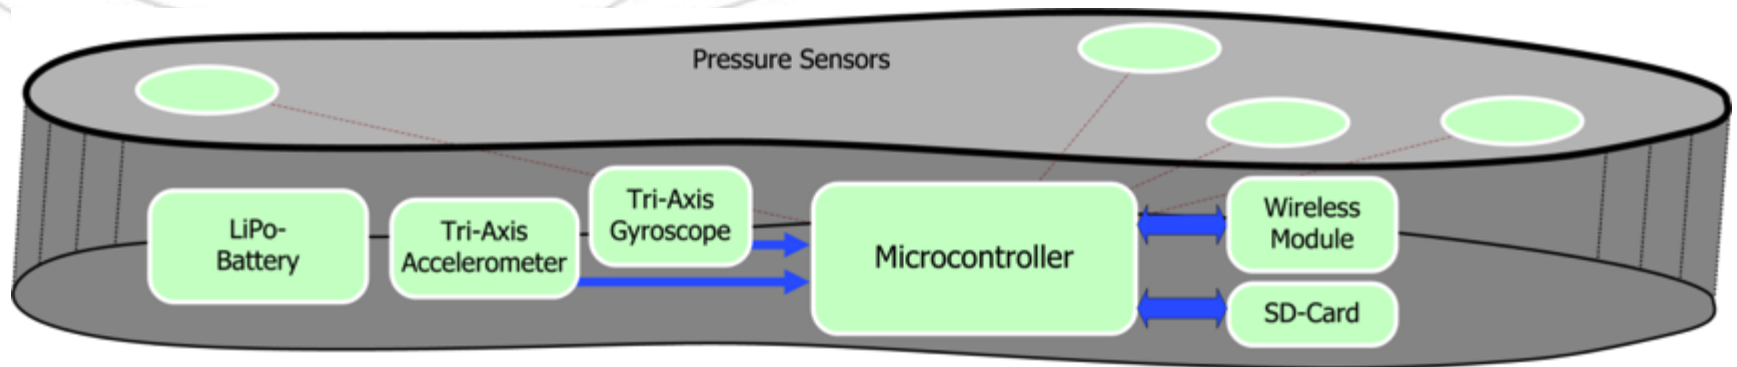 Pressure Sensors
LiPo-
Battery
Tri-Axis
Accelerometer
Tri-Axis
Gyroscope
Microcontroller
Wireless
Module
SD-Card